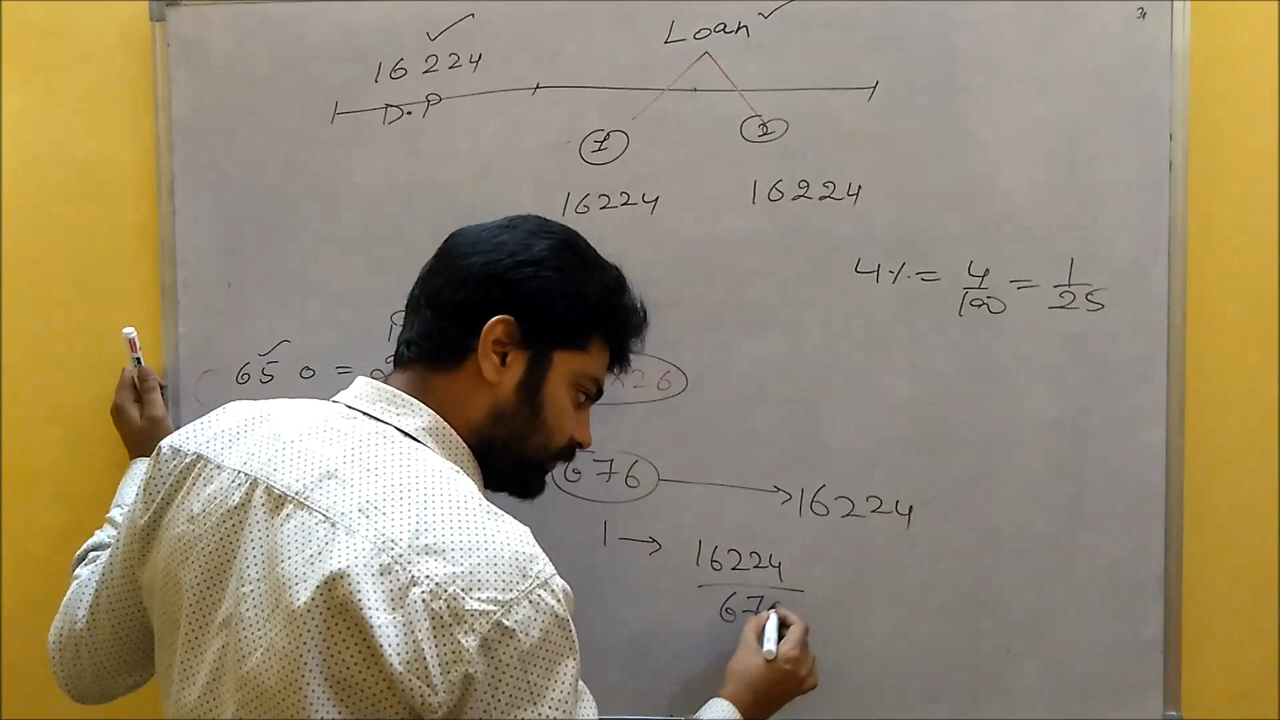 16224 ✓
Loan ✓
D.P
1 2
16224 16224
4% = 4/100 = 1/25
650 ✓ = ×26
676 → 16224
1 → 16224
676